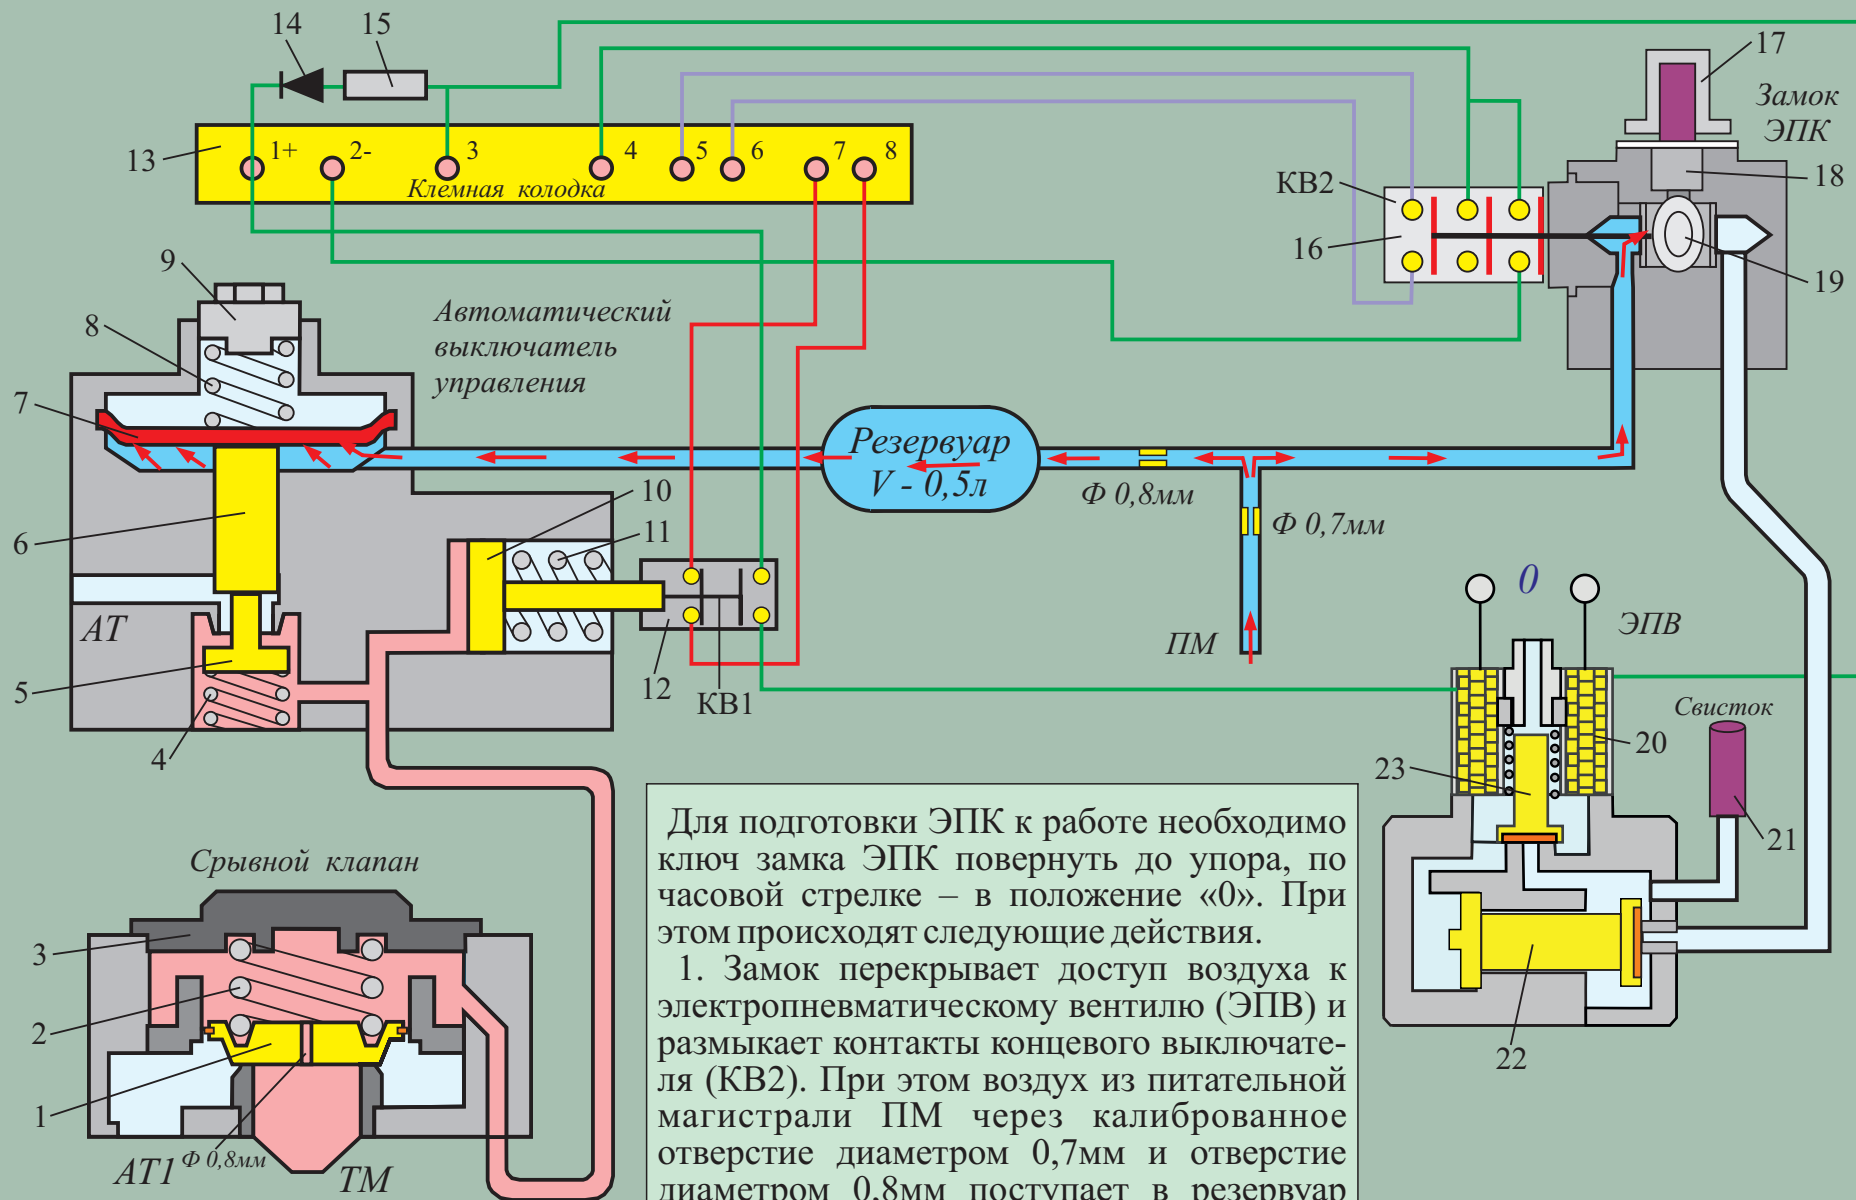 14
15
17
Замок
ЭПК
13
1+
2-
3
4
5
6
7
8
Клемная колодка
КВ2
18
16
19
9
Автоматический
выключатель
управления
8
7
Резервуар
V - 0,5л
Ф 0,8мм
Ф 0,7мм
10
11
6
АТ
12
КВ1
5
4
ПМ
0
ЭПВ
Свисток
20
23
21
22
Срывной клапан
3
2
1
АТ1
Ф 0,8мм
ТМ
Для подготовки ЭПК к работе необходимо
ключ замка ЭПК повернуть до упора, по
часовой стрелке – в положение «0». При
этом происходят следующие действия.
1. Замок перекрывает доступ воздуха к
электропневматическому вентилю (ЭПВ) и
размыкает контакты концевого выключате-
ля (КВ2). При этом воздух из питательной
магистрали ПМ через калиброванное
отверстие диаметром 0,7мм и отверстие
диаметром 0,8мм поступает в резервуар